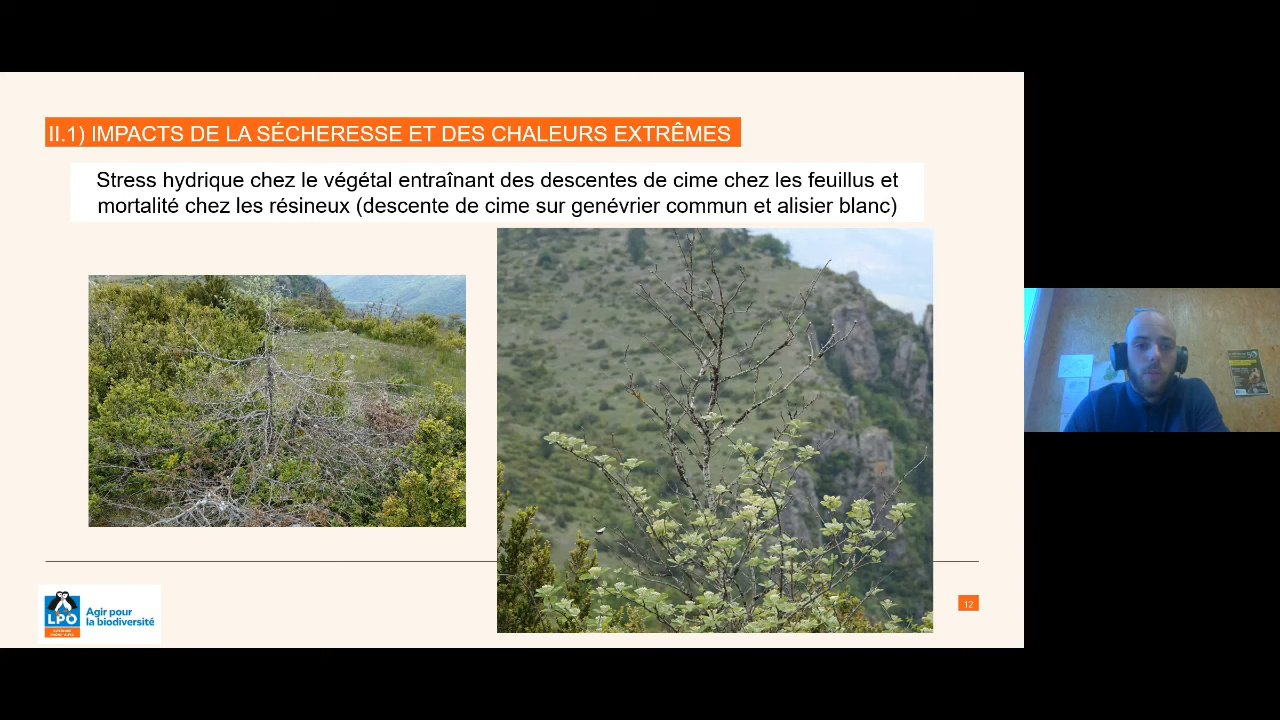 II.1) IMPACTS DE LA SÉCHERESSE ET DES CHALEURS EXTRÊMES
Stress hydrique chez le végétal entraînant des descentes de cime chez les feuillus et
mortalité chez les résineux (descente de cime sur genévrier commun et alisier blanc)
LPO
Agir pour
la biodiversité
12